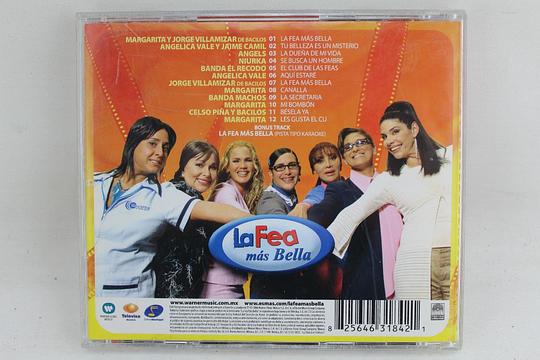 MARGARITA Y JORGE VILLAMIZAR DE BACILOS 01 LA FEA MÁS BELLA
ANGELICA VALE Y JAIME CAMIL 02 TU BELLEZA ES UN MISTERIO
ANGELS 03 LA DUEÑA DE MI VIDA
NIURKA 04 SE BUSCA UN HOMBRE
BANDA EL RECODO 05 EL CLUB DE LAS FEAS
ANGELICA VALE 06 AQUÍ ESTARÉ
JORGE VILLAMIZAR DE BACILOS 07 LA FEA MÁS BELLA
MARGARITA 08 CANALLA
BANDA MACHOS 09 LA SECRETARIA
MARGARITA 10 MI BOMBÓN
CELSO PIÑA Y BACILOS 11 BÉSELA YA
MARGARITA 12 LES GUSTA EL CU
BONUS TRACK
LA FEA MÁS BELLA (PISTA TIPO KARAOKE)
La Fea
más Bella
www.warnermusic.com.mx www.esmas.com/lafeamasbella
Televisa
8 25646 31842 1